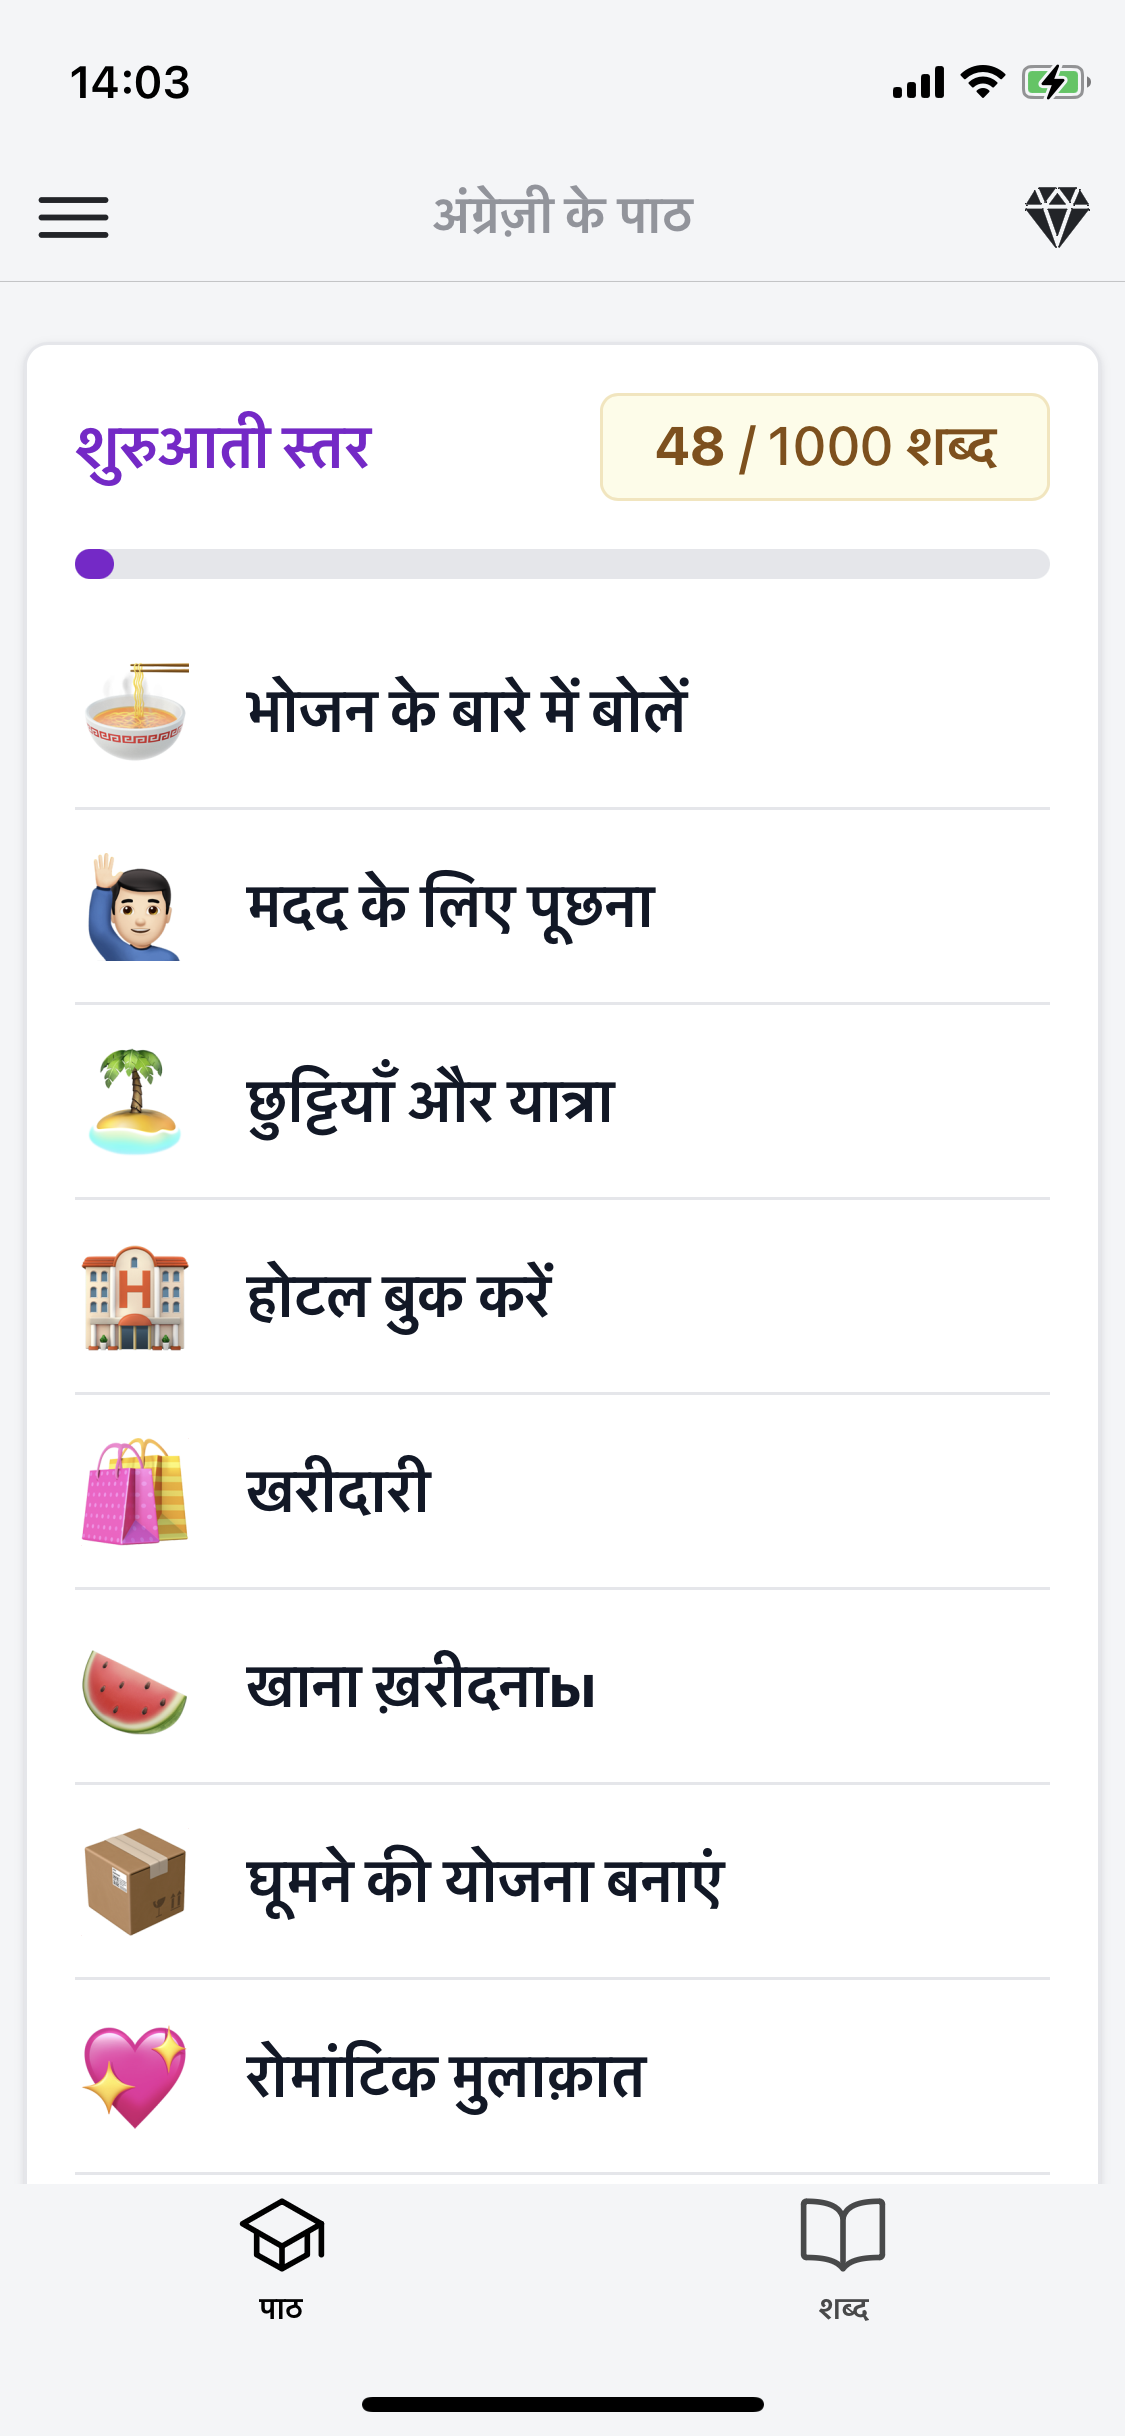 14:03
अंग्रेज़ी के पाठ
शुरुआती स्तर
48 / 1000 शब्द
भोजन के बारे में बोलें
मदद के लिए पूछना
छुट्टियाँ और यात्रा
होटल बुक करें
खरीदारी
खाना ख़रीदनाы
घूमने की योजना बनाएं
रोमांटिक मुलाक़ात
पाठ
शब्द